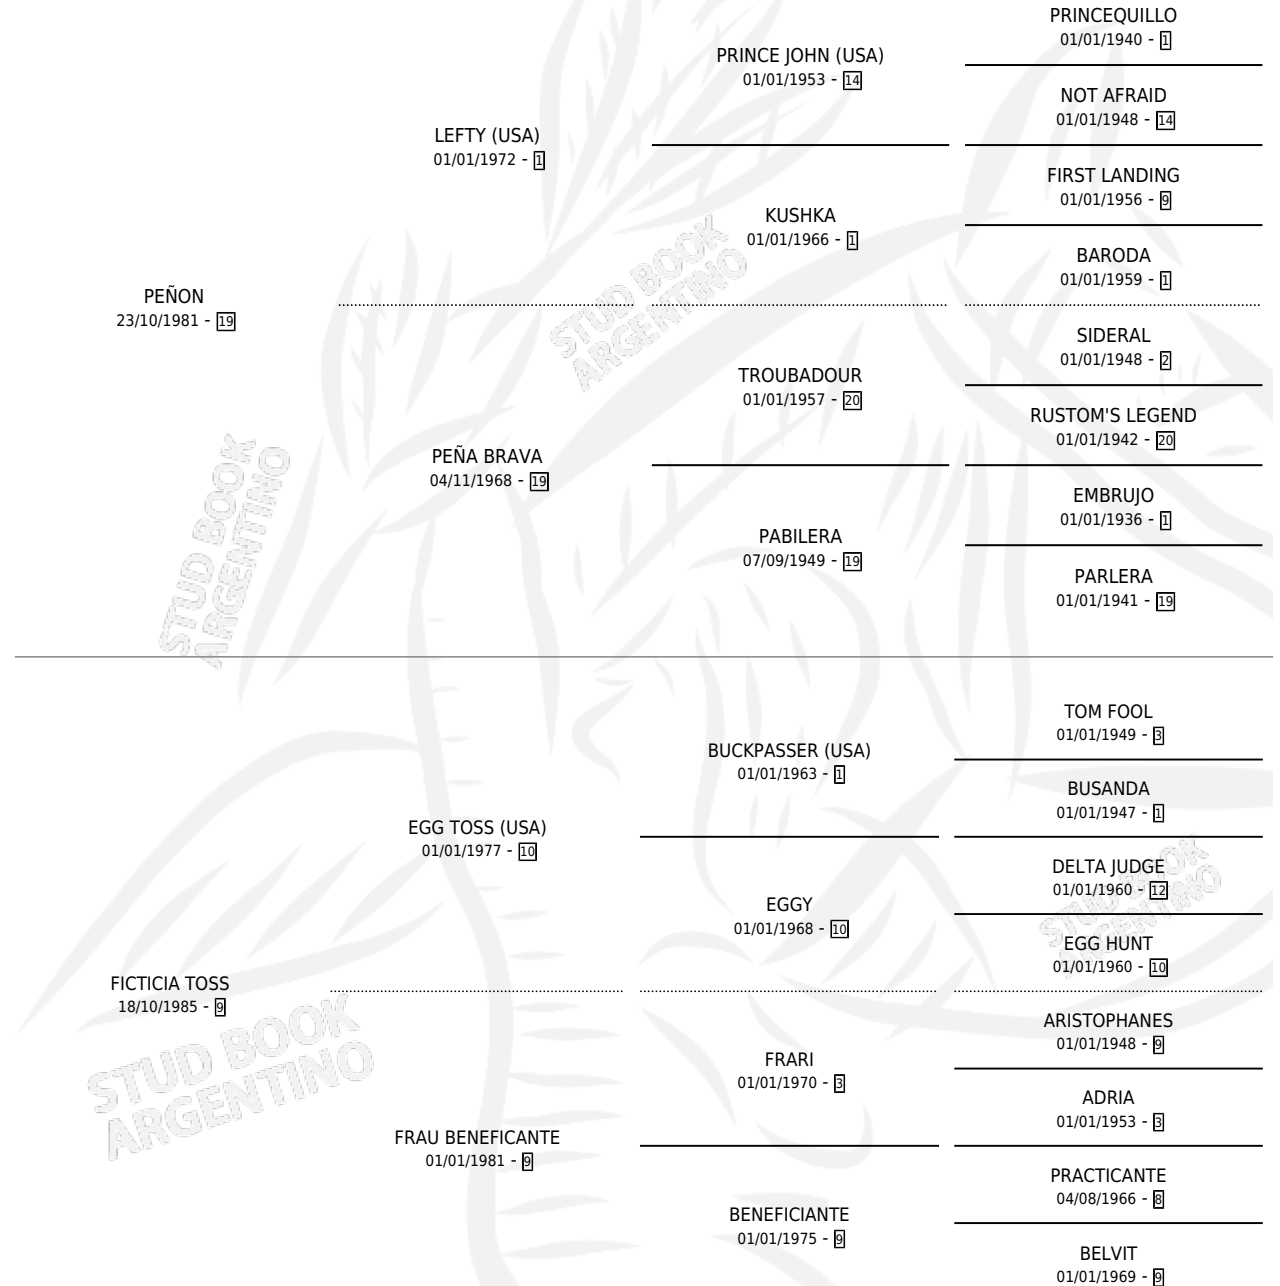 PRINCEQUILLO
01/01/1940 - 1
PRINCE JOHN (USA)
01/01/1953 - 14
NOT AFRAID
01/01/1948 - 14
LEFTY (USA)
01/01/1972 - 1
FIRST LANDING
01/01/1956 - 9
KUSHKA
01/01/1966 - 1
BARODA
01/01/1959 - 1
PEÑON
23/10/1981 - 19
SIDERAL
01/01/1948 - 2
TROUBADOUR
01/01/1957 - 20
RUSTOM'S LEGEND
01/01/1942 - 20
PEÑA BRAVA
04/11/1968 - 19
EMBRUJO
01/01/1936 - 1
PABILERA
07/09/1949 - 19
PARLERA
01/01/1941 - 19
STUD BOOK
ARGENTINO
STUD BOOK
ARGENTINO
TOM FOOL
01/01/1949 - 3
BUCKPASSER (USA)
01/01/1963 - 1
BUSANDA
01/01/1947 - 1
EGG TOSS (USA)
01/01/1977 - 10
DELTA JUDGE
01/01/1960 - 12
EGGY
01/01/1968 - 10
EGG HUNT
01/01/1960 - 10
FICTICIA TOSS
18/10/1985 - 9
ARISTOPHANES
01/01/1948 - 9
FRARI
01/01/1970 - 3
ADRIA
01/01/1953 - 3
FRAU BENEFICANTE
01/01/1981 - 9
PRACTICANTE
04/08/1966 - 8
BENEFICIANTE
01/01/1975 - 9
BELVIT
01/01/1969 - 9
STUD BOOK
ARGENTINO
STUD BOOK
ARGENTINO